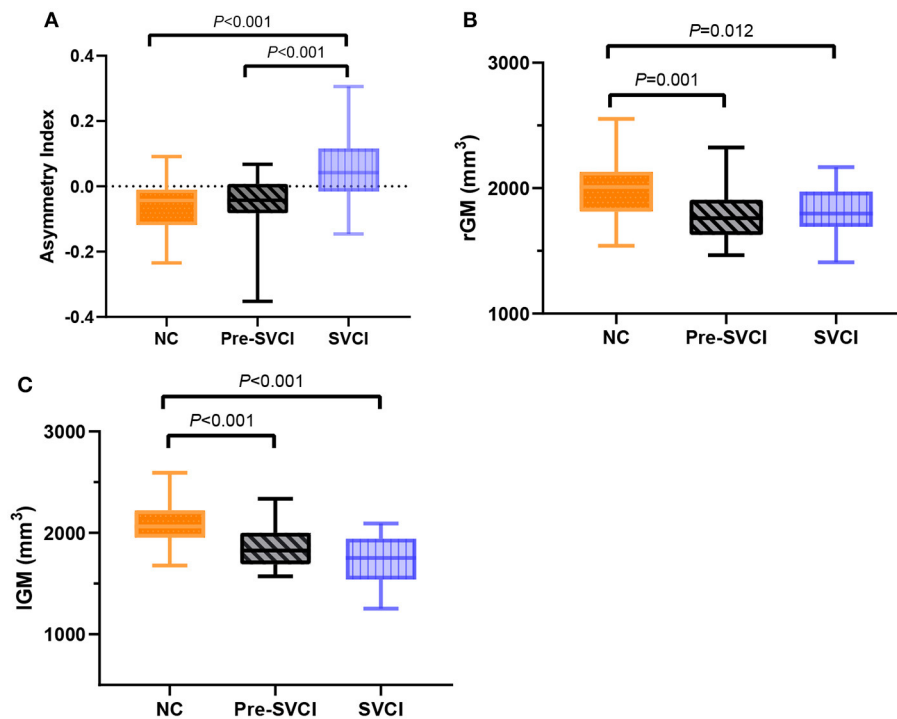 A
P<0.001
P<0.001
0.4
0.2
0.0
-0.2
-0.4
Asymmetry Index
NC
Pre-SVCI
SVCI
B
P=0.012
P=0.001
3000
2000
1000
rGM (mm³)
NC
Pre-SVCI
SVCI
C
P<0.001
P<0.001
3000
2000
1000
lGM (mm³)
NC
Pre-SVCI
SVCI